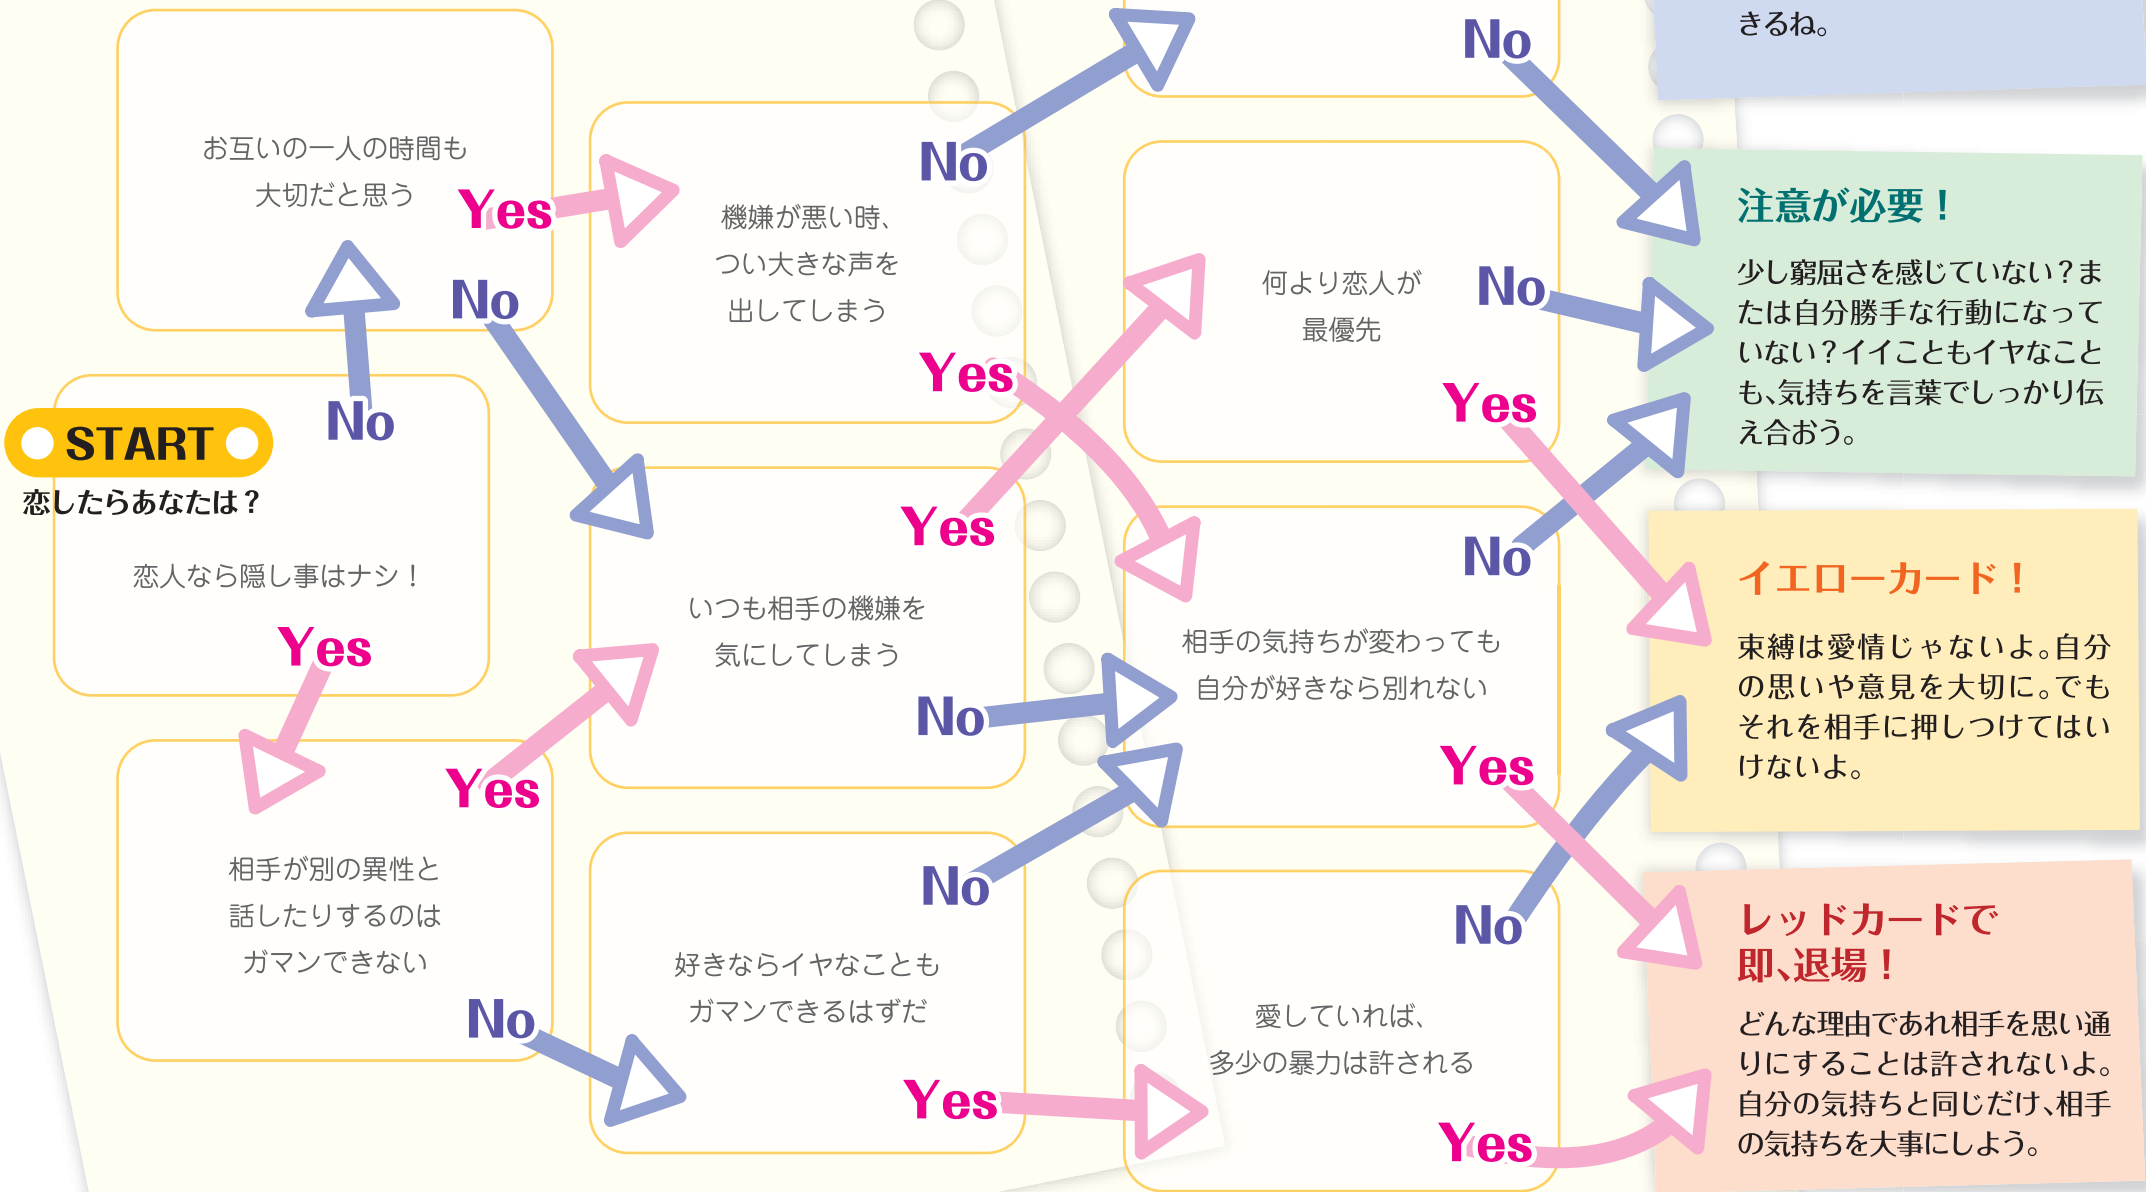 START
恋したらあなたは？
恋人なら隠し事はナシ！
No
Yes
お互いの一人の時間も
大切だと思う
Yes
No
相手が別の異性と
話したりするのは
ガマンできない
Yes
No
機嫌が悪い時、
つい大きな声を
出してしまう
No
Yes
いつも相手の機嫌を
気にしてしまう
Yes
No
好きならイヤなことも
ガマンできるはずだ
No
Yes
No
何より恋人が
最優先
No
Yes
相手の気持ちが変わっても
自分が好きなら別れない
No
Yes
愛していれば、
多少の暴力は許される
No
Yes
きるね。
注意が必要！
少し窮屈さを感じていない？ま
たは自分勝手な行動になって
いない？イイこともイヤなこと
も、気持ちを言葉でしっかり伝
え合おう。
イエローカード！
束縛は愛情じゃないよ。自分
の思いや意見を大切に。でも
それを相手に押しつけてはい
けないよ。
レッドカードで
即、退場！
どんな理由であれ相手を思い通
りにすることは許されないよ。
自分の気持ちと同じだけ、相手
の気持ちを大事にしよう。